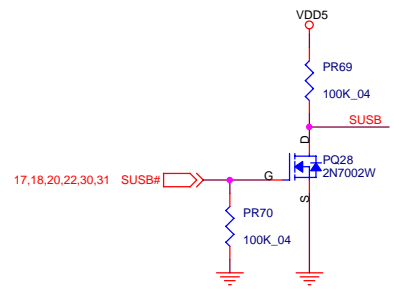 VDD5
PR69
100K_04
SUSB
D
PQ28
2N7002W
G
S
17,18,20,22,30,31 SUSB#
PR70
100K_04